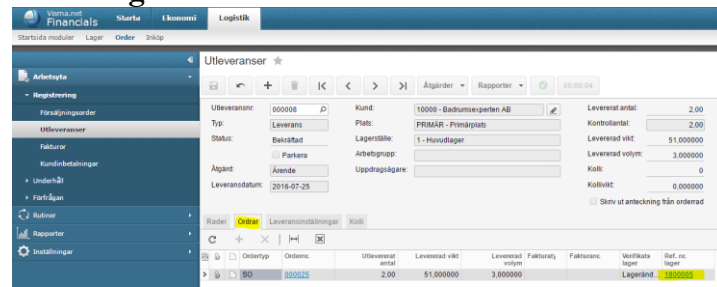 Visma.net
Financials
Starta
Ekonomi
Logistik
Startsida moduler
Lager
Order
Inköp
Arbetsyta
Registrering
Försäljningsorder
Utleveranser
Fakturor
Kundinbetalningar
Underhåll
Förfrågan
Rutiner
Rapporter
Inställningar
Utleveranser
Åtgärder
Rapporter
00:00:04
Utleveransnr: 000008
Typ: Leverans
Status: Bekräftad
Parkera
Åtgärd: Ärende
Leveransdatum: 2016-07-25
Kund: 10000 - Badrumsexperten AB
Plats: PRIMÄR - Primärplats
Lagerställe: 1 - Huvudlager
Arbetsgrupp:
Uppdragsägare:
Levererat antal: 2,00
Kontrollantal: 2,00
Levererad vikt: 51,000000
Levererad volym: 3,000000
Kolli: 0
Kollivikt: 0,000000
Skriv ut anteckning från orderrad
Rader
Ordrar
Leveransinställningar
Kolli
Ordertyp
Ordernr.
Utlevererat antal
Levererad vikt
Levererad volym
Fakturaty
Fakturanr.
Verifikats lager
Ref. nr. lager
SO
000025
2,00
51,000000
3,000000
Lageränd...
1800005